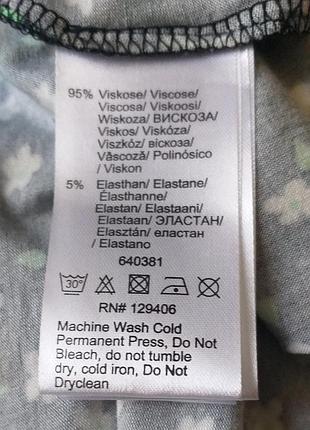 95% Viskose/ Viscose/
Viscosa/ Viskoosi/
Wiskoza/ ВИСКОЗА/
Viskos/ Viskóza/
Viszkóz/ віскоза/
Vâscoză/ Polinósico
/ Viskon
5% Elasthan/ Elastane/
Élasthanne/
Elastan/ Elastaani/
Elastaan/ ЭЛАСТАН/
Elasztán/ еластан
/ Elastano
640381
30°
RN# 129406
Machine Wash Cold
Permanent Press, Do Not
Bleach, do not tumble
dry, cold iron, Do Not
Dryclean